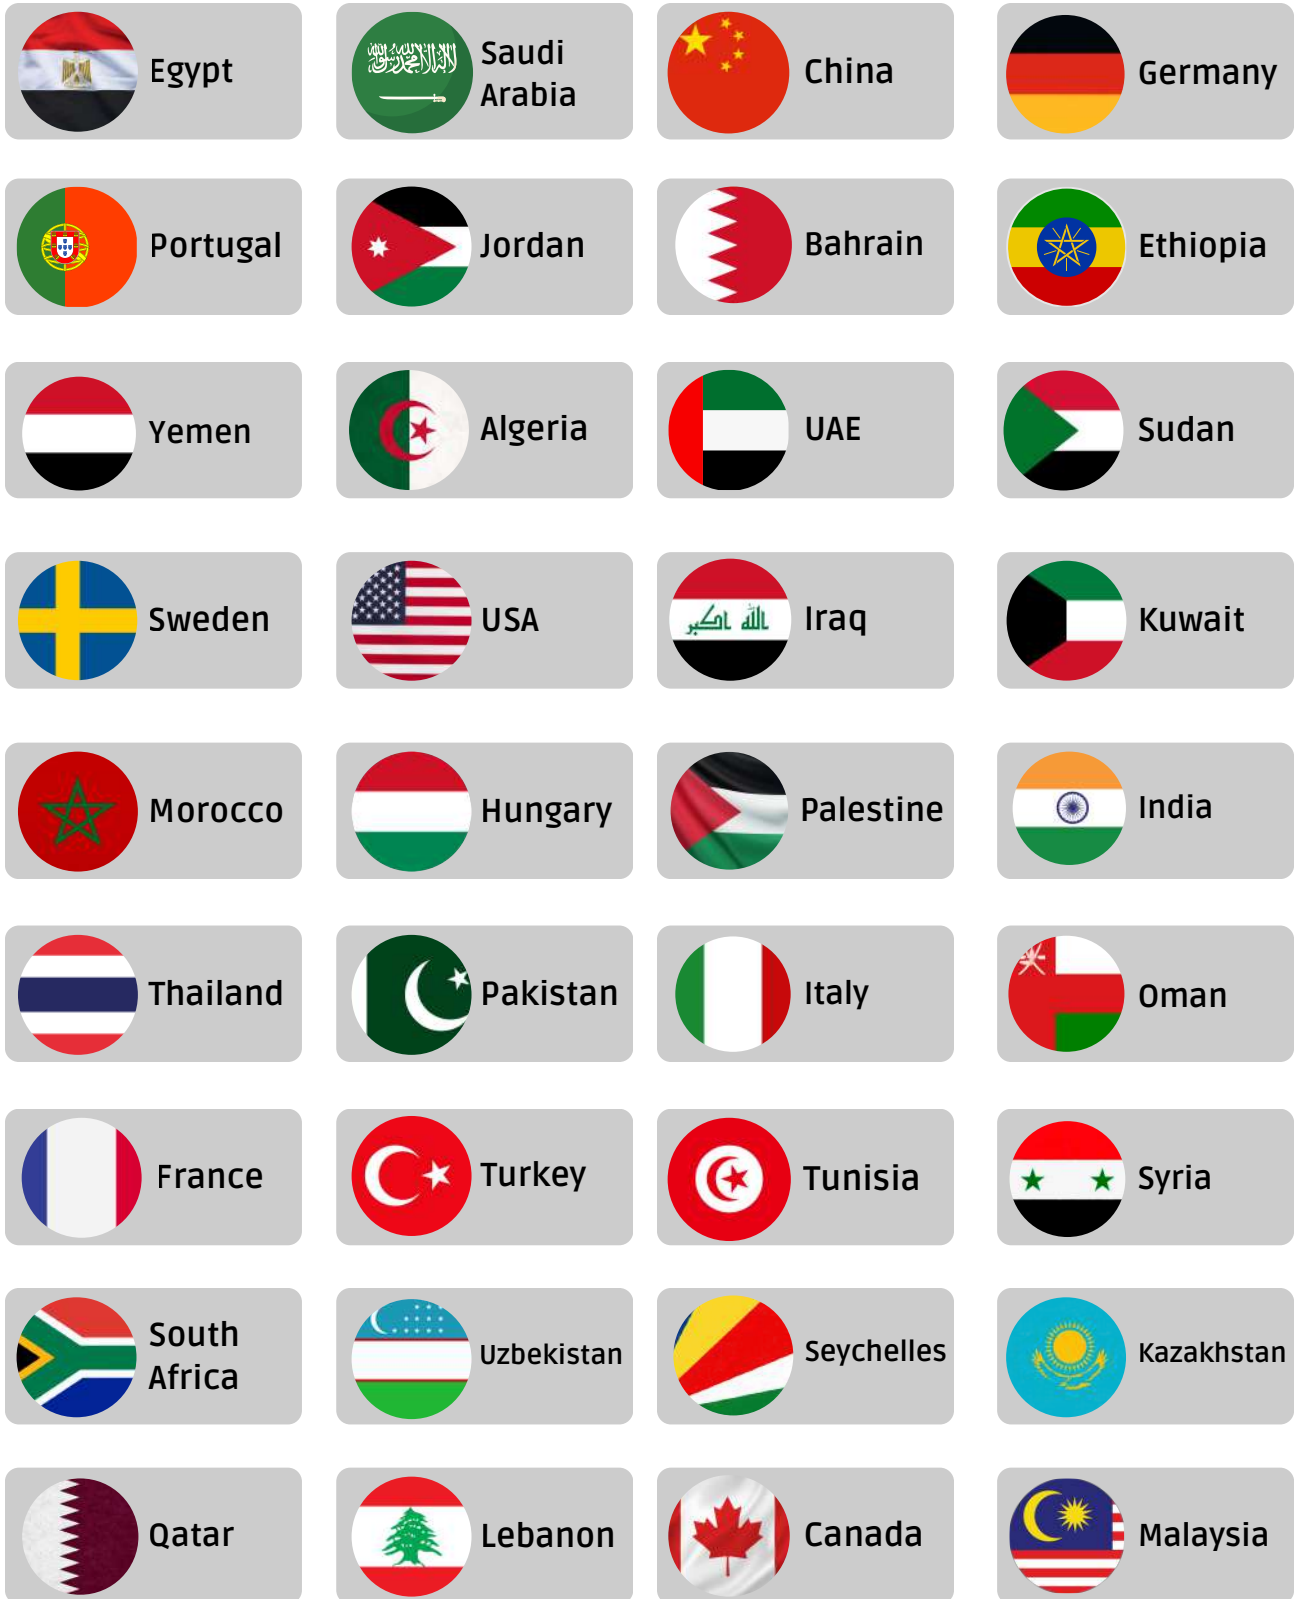 Egypt
Saudi
Arabia
China
Germany
Portugal
Jordan
Bahrain
Ethiopia
Yemen
Algeria
UAE
Sudan
Sweden
USA
الله اكبر
Iraq
Kuwait
Morocco
Hungary
Palestine
India
Thailand
Pakistan
Italy
Oman
France
Turkey
Tunisia
Syria
South
Africa
Uzbekistan
Seychelles
Kazakhstan
Qatar
Lebanon
Canada
Malaysia